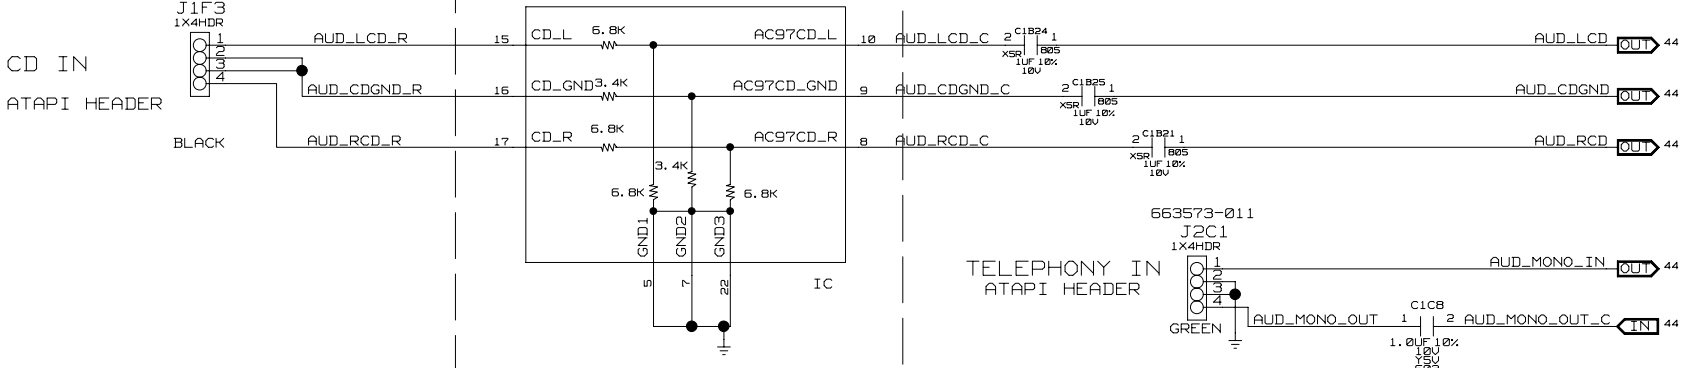 J1F3
1X4HDR
CD IN
ATAPI HEADER
BLACK
1
2
3
4
AUD_LCD_R
AUD_CDGND_R
AUD_RCD_R
15
16
17
CD_L
6.8K
AC97CD_L
CD_GND
3.4K
AC97CD_GND
CD_R
6.8K
AC97CD_R
6.8K
3.4K
6.8K
GND1
GND2
GND3
5
7
22
IC
10
9
8
AUD_LCD_C
2
C1B24
1
X5R
805
1UF 10%
10V
AUD_LCD
OUT
44
AUD_CDGND_C
2
C1B25
1
X5R
805
1UF 10%
10V
AUD_CDGND
OUT
44
AUD_RCD_C
2
C1B21
1
X5R
805
1UF 10%
10V
AUD_RCD
OUT
44
663573-011
J2C1
1X4HDR
TELEPHONY IN
ATAPI HEADER
GREEN
1
2
3
4
AUD_MONO_IN
OUT
44
AUD_MONO_OUT
C1C8
1
2
1.0UF 10%
10V
Y5V
AUD_MONO_OUT_C
IN
44